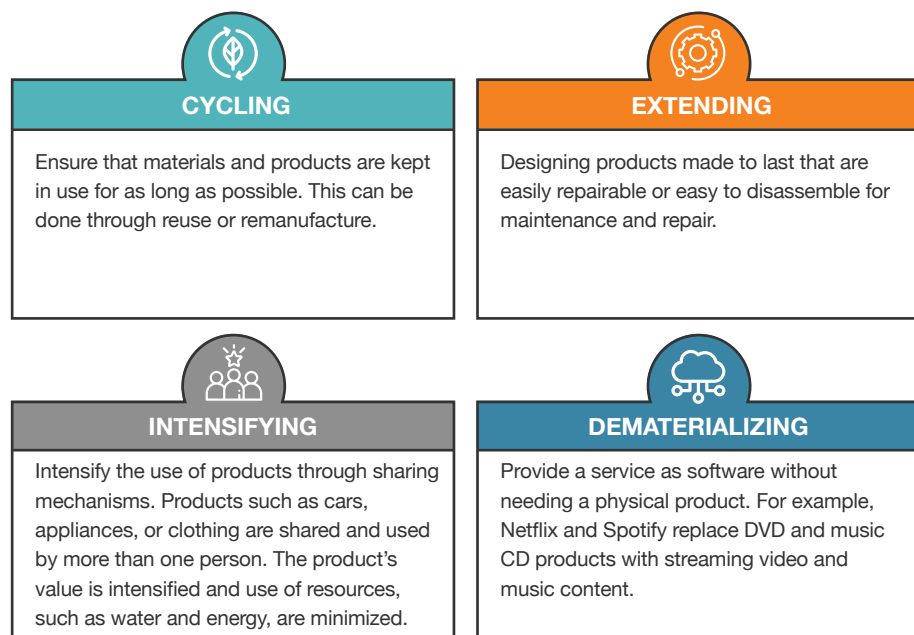 CYCLING
Ensure that materials and products are kept
in use for as long as possible. This can be
done through reuse or remanufacture.
EXTENDING
Designing products made to last that are
easily repairable or easy to disassemble for
maintenance and repair.
INTENSIFYING
Intensify the use of products through sharing
mechanisms. Products such as cars,
appliances, or clothing are shared and used
by more than one person. The product’s
value is intensified and use of resources,
such as water and energy, are minimized.
DEMATERIALIZING
Provide a service as software without
needing a physical product. For example,
Netflix and Spotify replace DVD and music
CD products with streaming video and
music content.